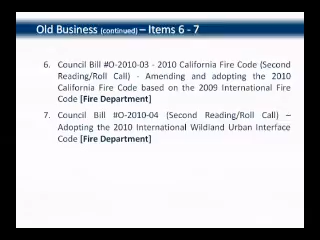 Old Business (continued) – Items 6 - 7
6. Council Bill #O-2010-03 - 2010 California Fire Code (Second
Reading/Roll Call) - Amending and adopting the 2010
California Fire Code based on the 2009 International Fire
Code [Fire Department]
7. Council Bill #O-2010-04 (Second Reading/Roll Call) –
Adopting the 2010 International Wildland Urban Interface
Code [Fire Department]